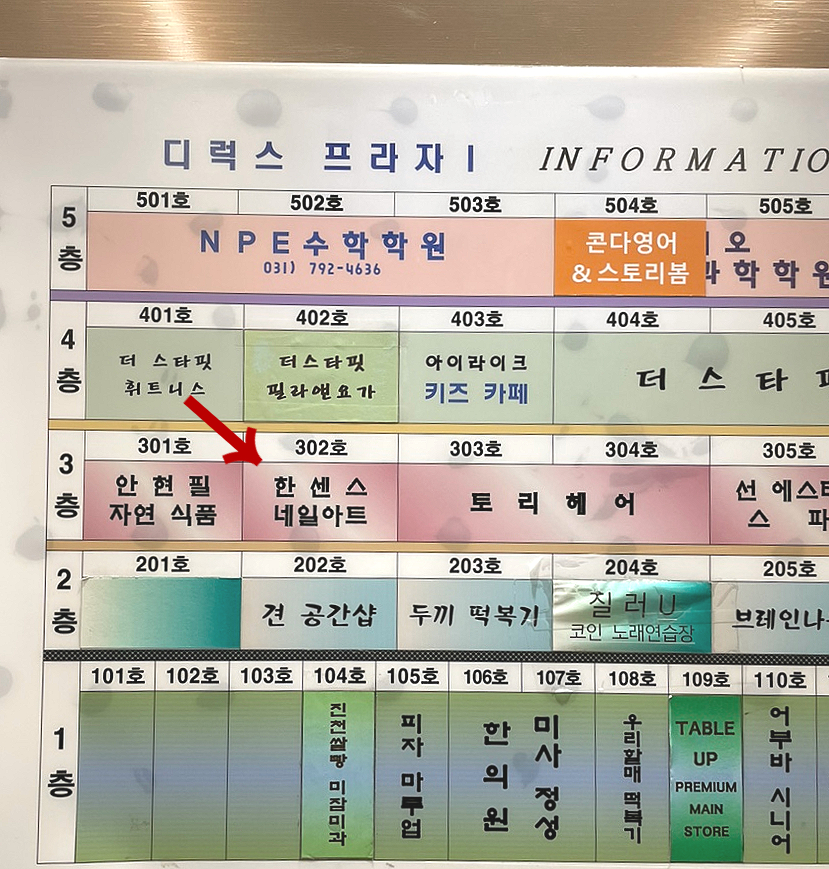 디럭스 프라자 I INFORMATIO
5층
501호 502호 503호 504호 505호
NPE수학학원
031) 792-4636
콘다영어
&스토리봄
오
과학학원
4층
401호 402호 403호 404호 405호
더 스타핏
휘트니스
더스타핏
필라앤요가
아이라이크
키즈 카페
더 스 타
3층
301호 302호 303호 304호 305호
안 현 필
자연 식품
한 센 스
네일아트
토 리 헤 어
선 에스테
스 파
2층
201호 202호 203호 204호 205호
견 공간샵
두끼 떡볶기
질러U
코인 노래연습장
브레인나
1층
101호 102호 103호 104호 105호 106호 107호 108호 109호 110호
진천쌀빵 미잠미과
피자 마루업
한의원
미사 정성
우리할매 떡볶기
TABLE
UP
PREMIUM
MAIN
STORE
어부바 시니어